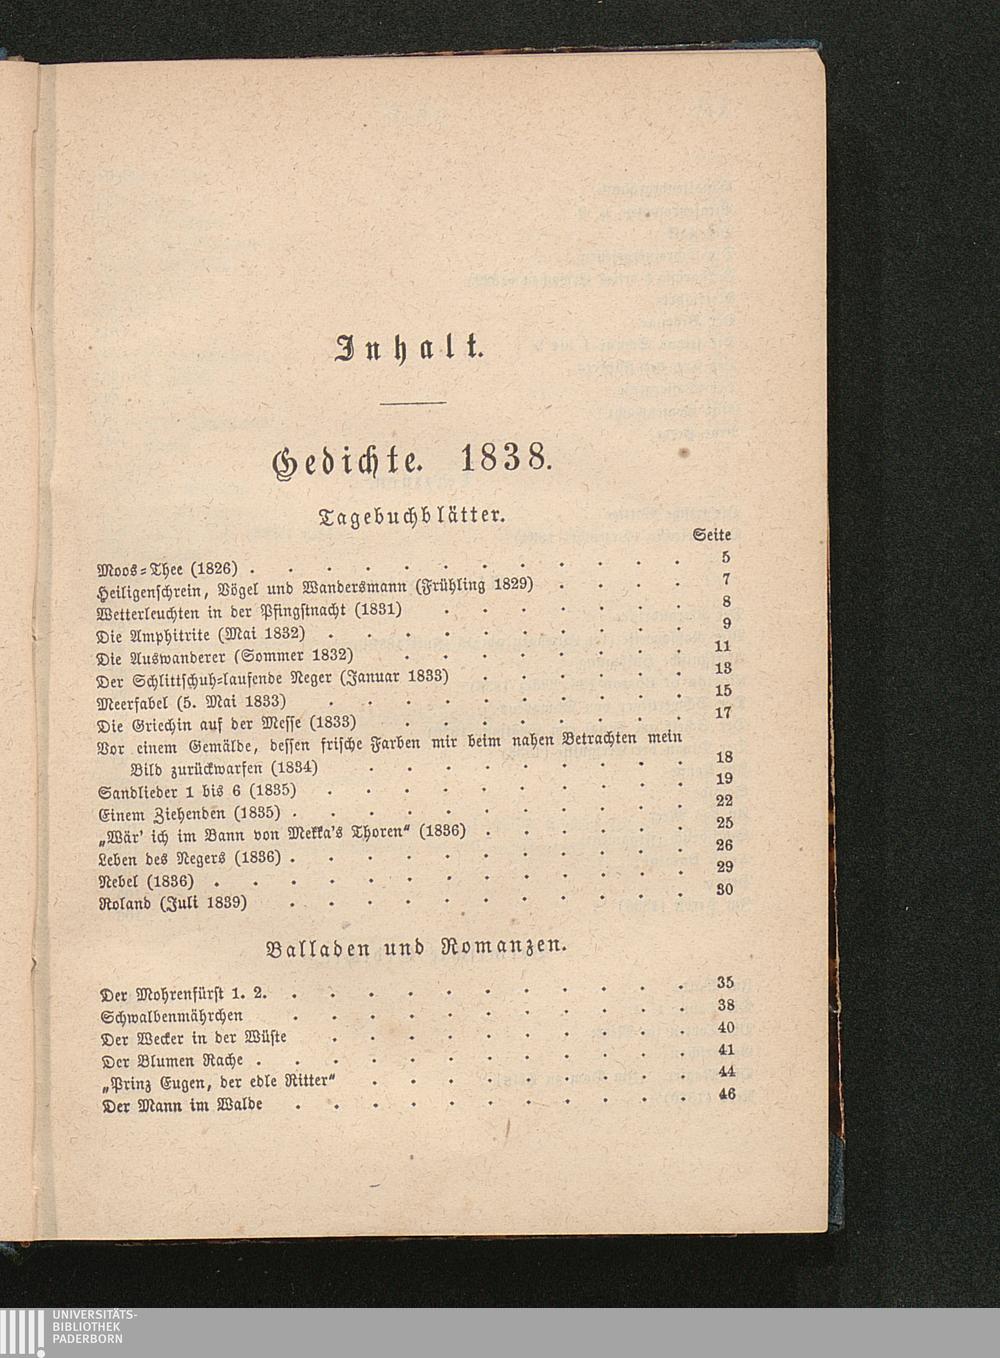 Inhalt.
Gedichte. 1838.
Tagebuchblätter.
Seite
Moos=Thee (1826) . . . . . . . . . . . . 5
Heiligenschrein, Vögel und Wandersmann (Frühling 1829) . . . . 7
Wetterleuchten in der Pfingstnacht (1831) . . . . . . . 8
Die Amphitrite (Mai 1832) . . . . . . . . . . 9
Die Auswanderer (Sommer 1832) . . . . . . . . 11
Der Schlittschuh=laufende Neger (Januar 1833) . . . . . . 13
Meerfabel (5. Mai 1833) . . . . . . . . . . 15
Die Griechin auf der Messe (1833) . . . . . . . . 17
Vor einem Gemälde, dessen frische Farben mir beim nahen Betrachten mein
Bild zurückwarfen (1834) . . . . . . . . . 18
Sandlieder 1 bis 6 (1835) . . . . . . . . . . 19
Einem Ziehenden (1835) . . . . . . . . . . . 22
„Wär' ich im Bann von Mekka's Thoren“ (1836) . . . . . . 25
Leben des Negers (1836) . . . . . . . . . . . 26
Nebel (1836) . . . . . . . . . . . . . 29
Roland (Juli 1839) . . . . . . . . . . . 30
Balladen und Romanzen.
Der Mohrenfürst 1. 2. . . . . . . . . . . . 35
Schwalbenmährchen . . . . . . . . . . . 38
Der Wecker in der Wüste . . . . . . . . . . 40
Der Blumen Rache . . . . . . . . . . . . 41
„Prinz Eugen, der edle Ritter“ . . . . . . . . . 44
Der Mann im Walde . . . . . . . . . . 46
UNIVERSITÄTS-
BIBLIOTHEK
PADERBORN